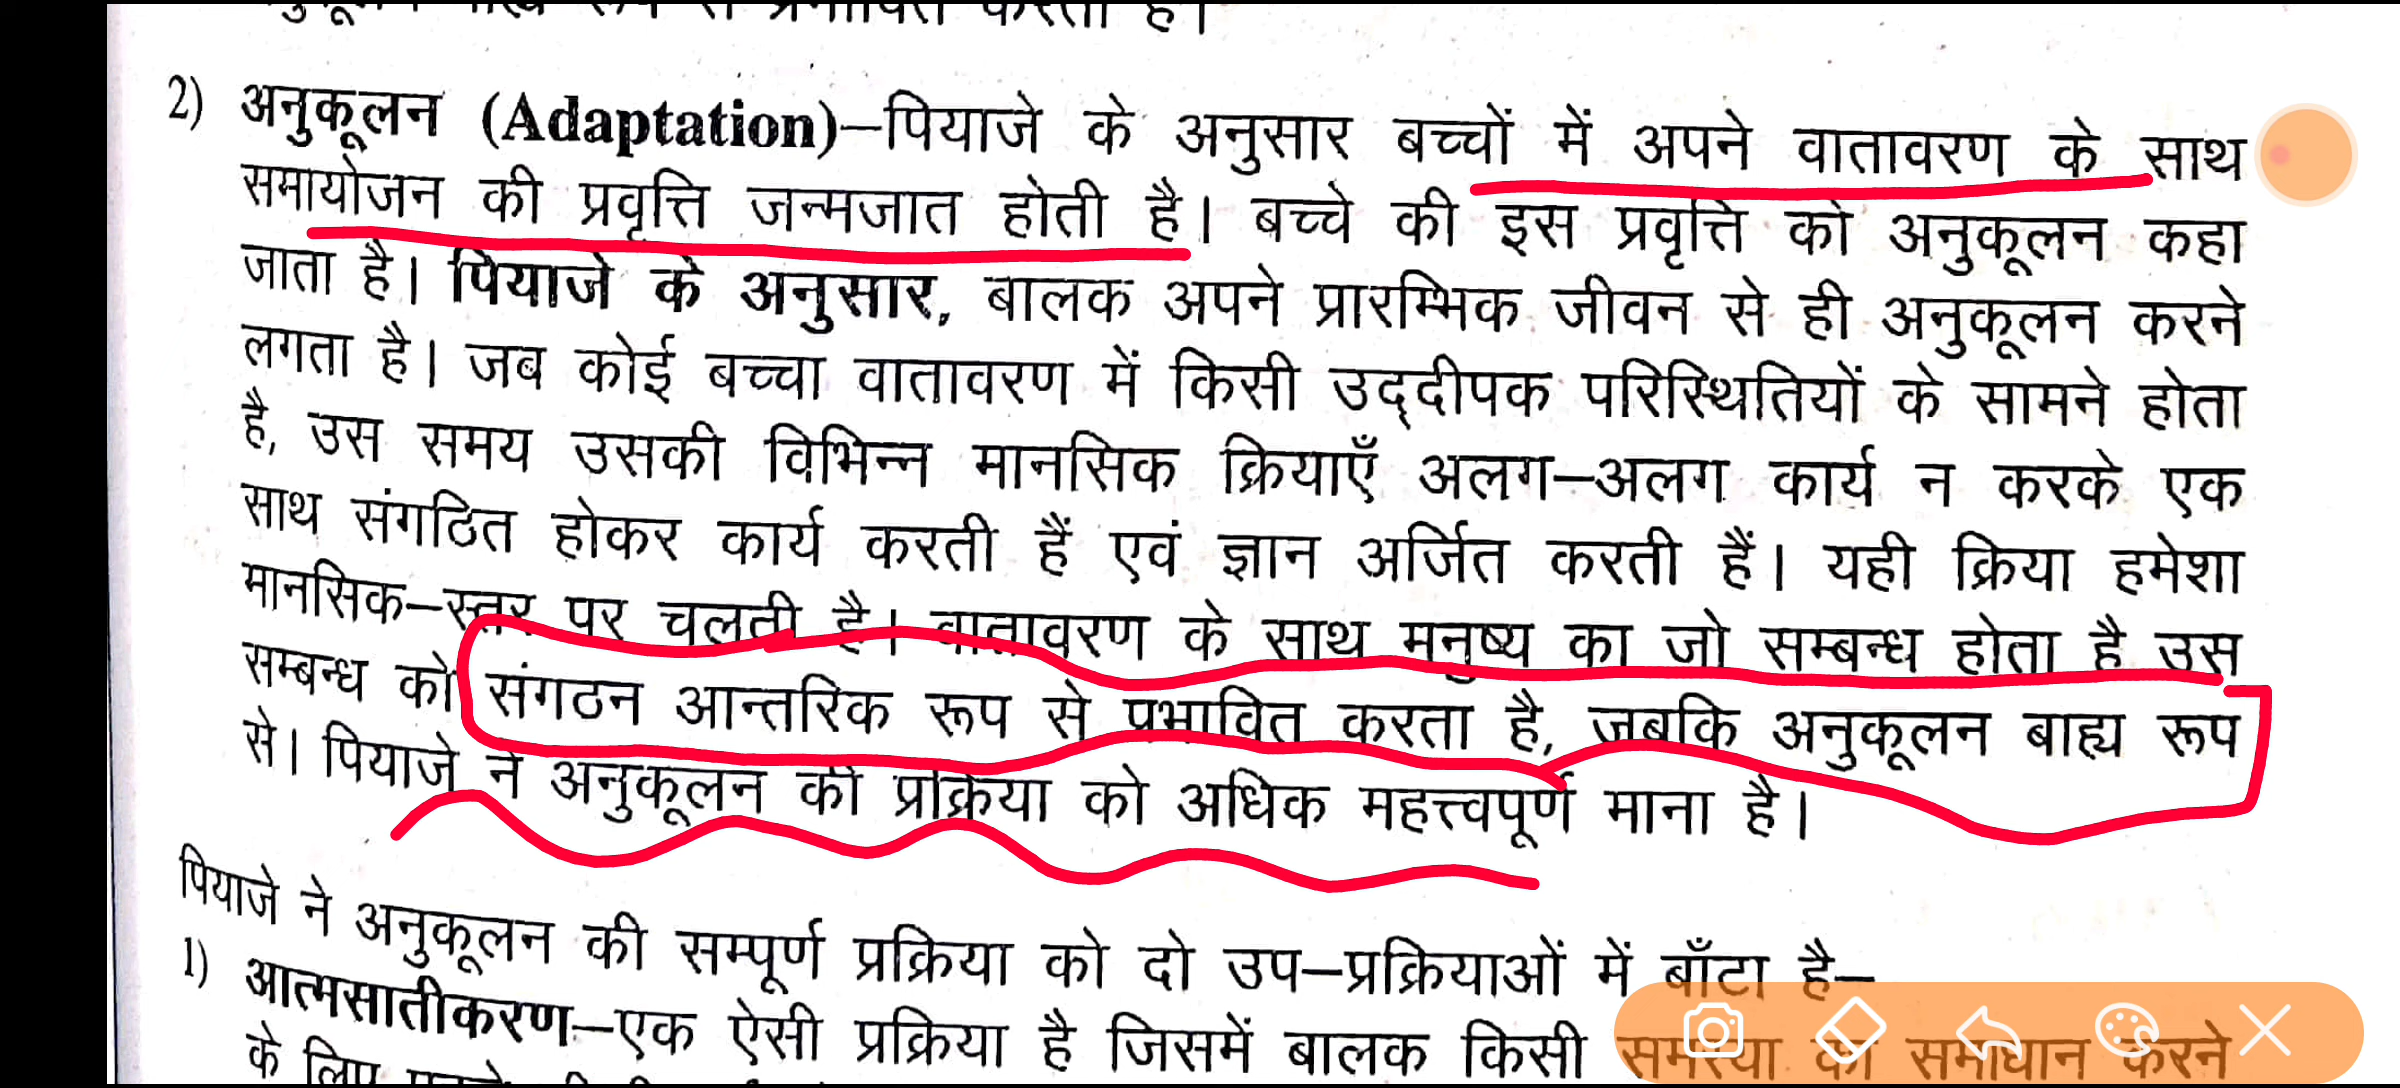 करता है।
2) अनुकूलन (Adaptation)–पियाजे के अनुसार बच्चों में अपने वातावरण के साथ
समायोजन की प्रवृत्ति जन्मजात होती है। बच्चे की इस प्रवृत्ति को अनुकूलन कहा
जाता है। पियाजे के अनुसार, बालक अपने प्रारम्भिक जीवन से ही अनुकूलन करने
लगता है। जब कोई बच्चा वातावरण में किसी उद्दीपक परिस्थितियों के सामने होता
है, उस समय उसकी विभिन्न मानसिक क्रियाएँ अलग–अलग कार्य न करके एक
साथ संगठित होकर कार्य करती हैं एवं ज्ञान अर्जित करती हैं। यही क्रिया हमेशा
मानसिक–स्तर पर चलती है। वातावरण के साथ मनुष्य का जो सम्बन्ध होता है उस
सम्बन्ध को संगठन आन्तरिक रूप से प्रभावित करता है, जबकि अनुकूलन बाह्य रूप
से। पियाजे ने अनुकूलन की प्रक्रिया को अधिक महत्त्वपूर्ण माना है।
पियाजे ने अनुकूलन की सम्पूर्ण प्रक्रिया को दो उप–प्रक्रियाओं में बाँटा है–
1) आत्मसातीकरण–एक ऐसी प्रक्रिया है जिसमें बालक किसी समस्या का समाधान करने
के लिए